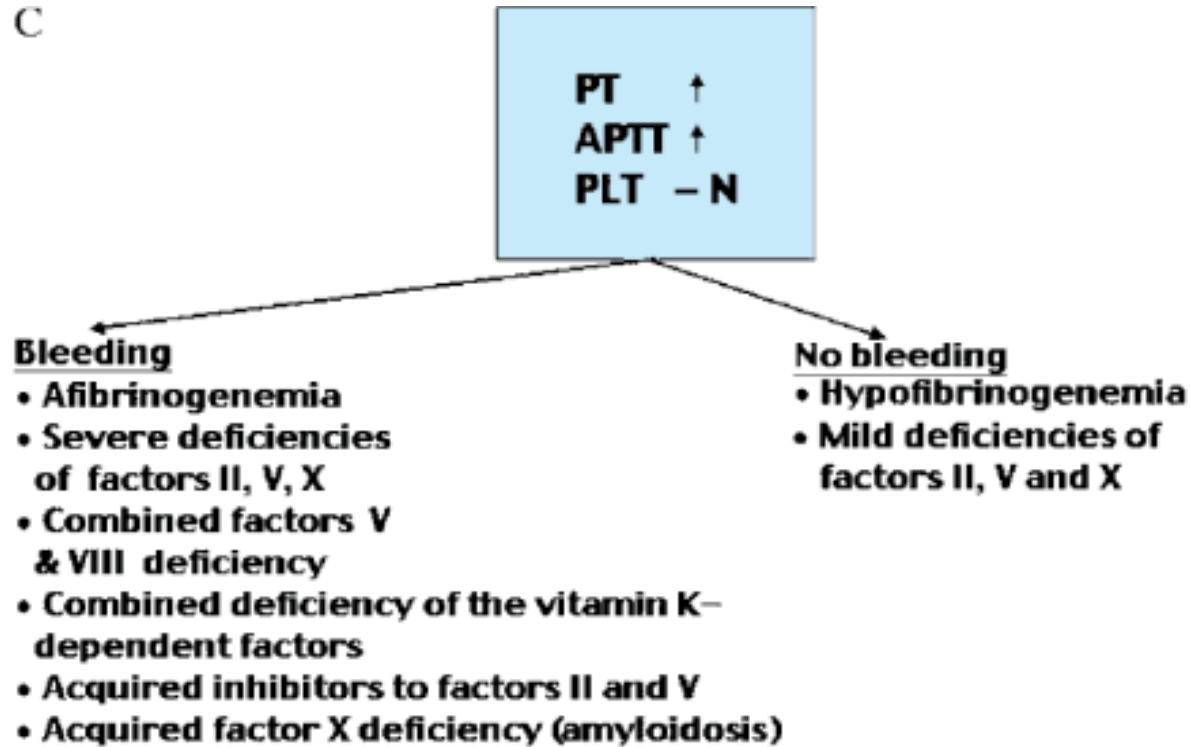 C
PT ↑
APTT ↑
PLT – N
Bleeding
• Afibrinogenemia
• Severe deficiencies
of factors II, V, X
• Combined factors V
& VIII deficiency
• Combined deficiency of the vitamin K–
dependent factors
• Acquired inhibitors to factors II and V
• Acquired factor X deficiency (amyloidosis)
No bleeding
• Hypofibrinogenemia
• Mild deficiencies of
factors II, V and X